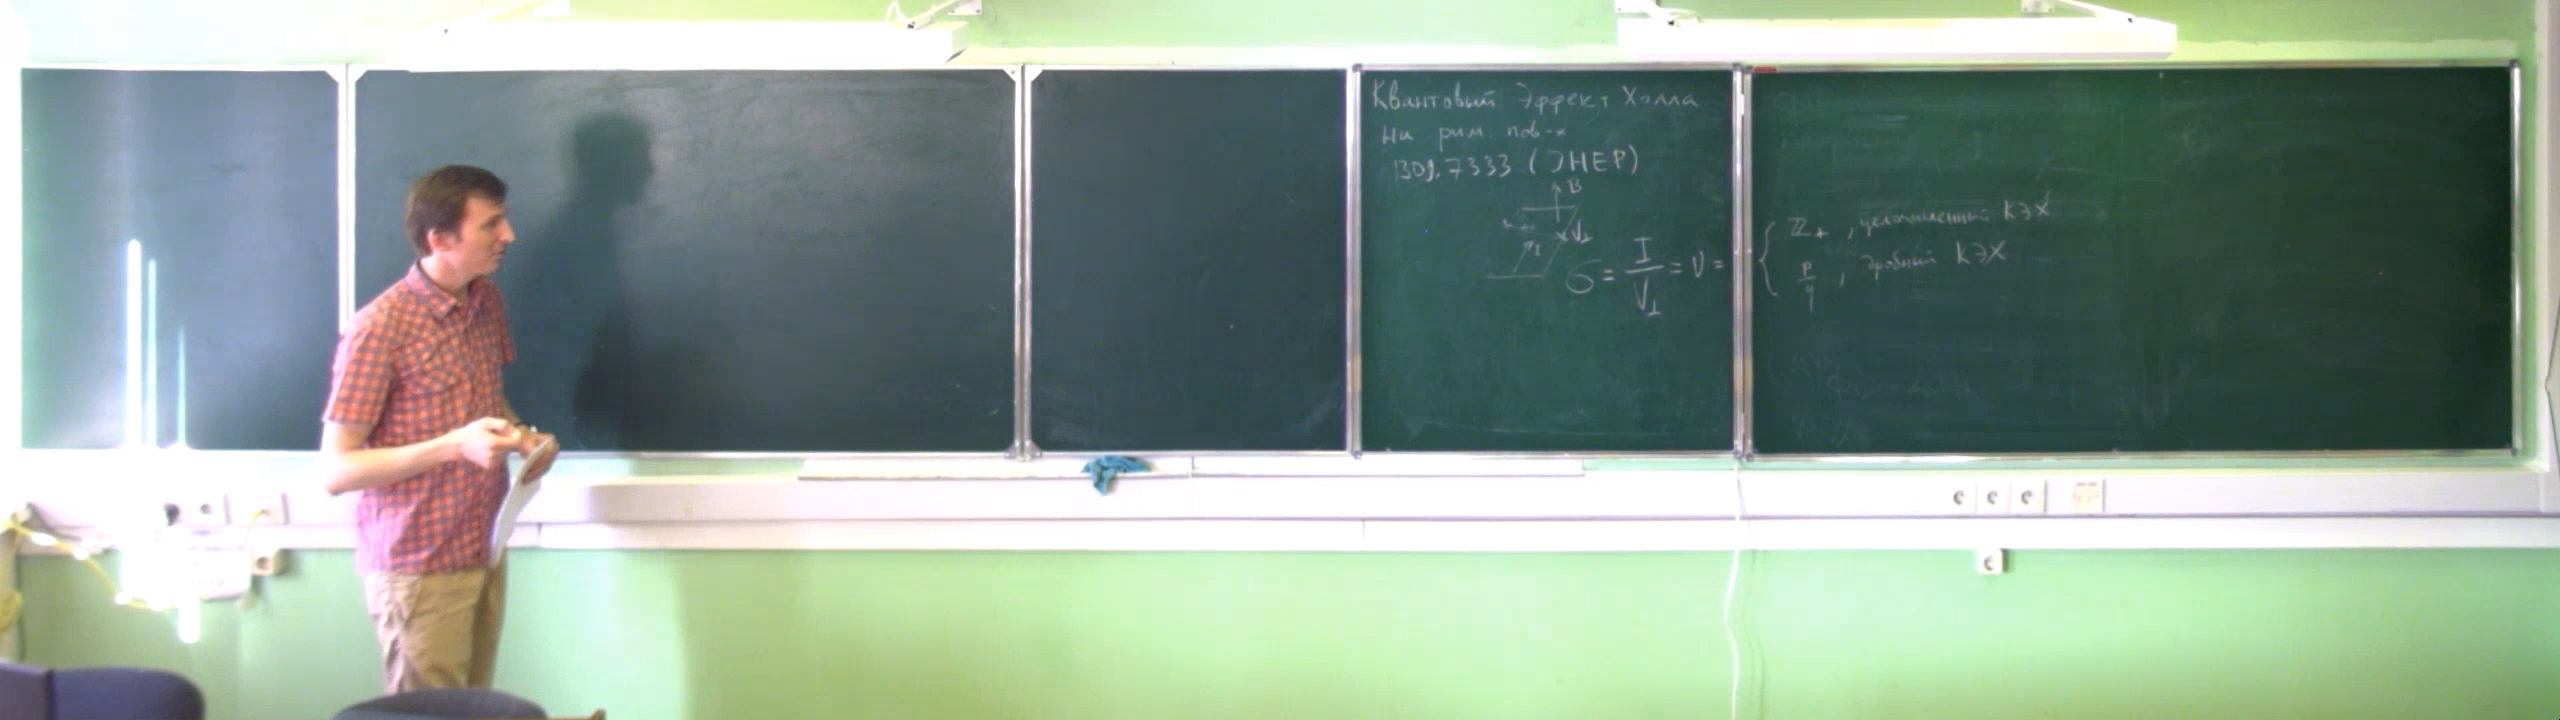 Квантовый Эффект Холла
на рим. пов-х
1309.7333 (JHEP)
B
V⊥
I
σ = I / V⊥ = ν = {
ℤ₊, целочисленный КЭХ
p/q, дробный КЭХ